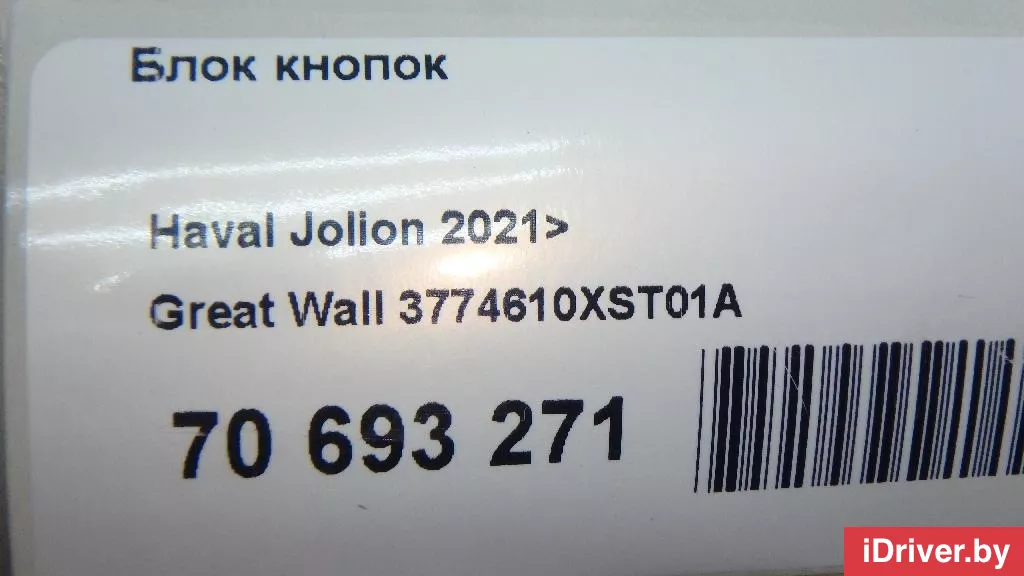 Блок кнопок
Haval Jolion 2021>
Great Wall 3774610XST01A
70 693 271
iDriver.by